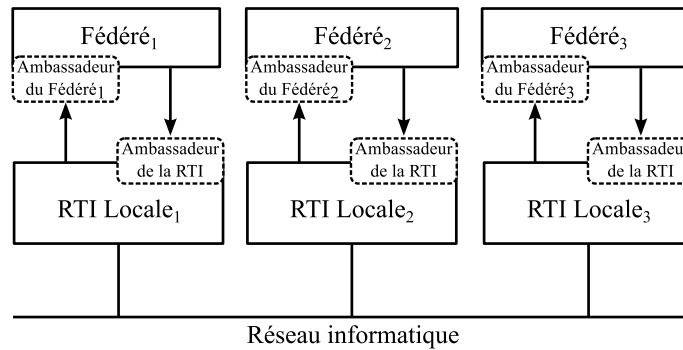 Fédéré1
Fédéré2
Fédéré3
Ambassadeur
du Fédéré1
Ambassadeur
du Fédéré2
Ambassadeur
du Fédéré3
Ambassadeur
de la RTI
Ambassadeur
de la RTI
Ambassadeur
de la RTI
RTI Locale1
RTI Locale2
RTI Locale3
Réseau informatique